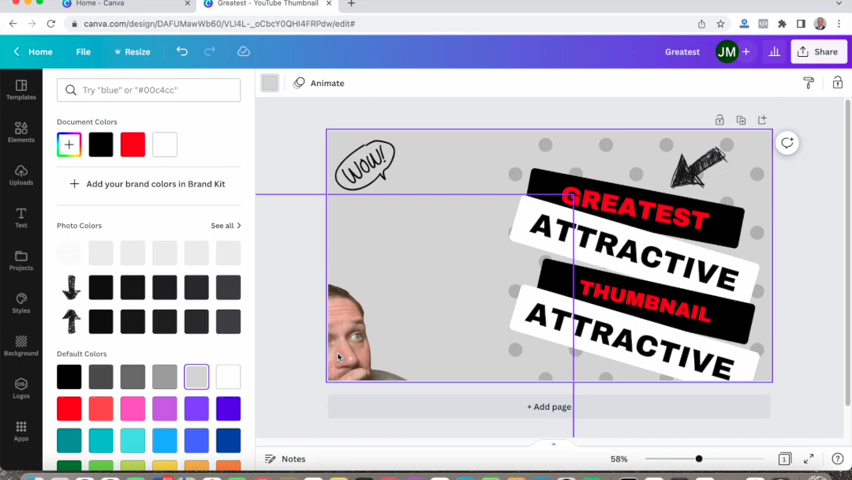 Home - Canva
Greatest - YouTube Thumbnail
canva.com/design/DAFUMawWb60/VLI4L-_oCbcY0QHI4FRPdw/edit#
Home
File
Resize
Greatest
JM
Share
Templates
Elements
Uploads
Text
Projects
Styles
Background
Logos
Apps
Try "blue" or "#00c4cc"
Document Colors
Add your brand colors in Brand Kit
Photo Colors
See all
Default Colors
Animate
WOW!
GREATEST
ATTRACTIVE
THUMBNAIL
ATTRACTIVE
+ Add page
Notes
58%
1